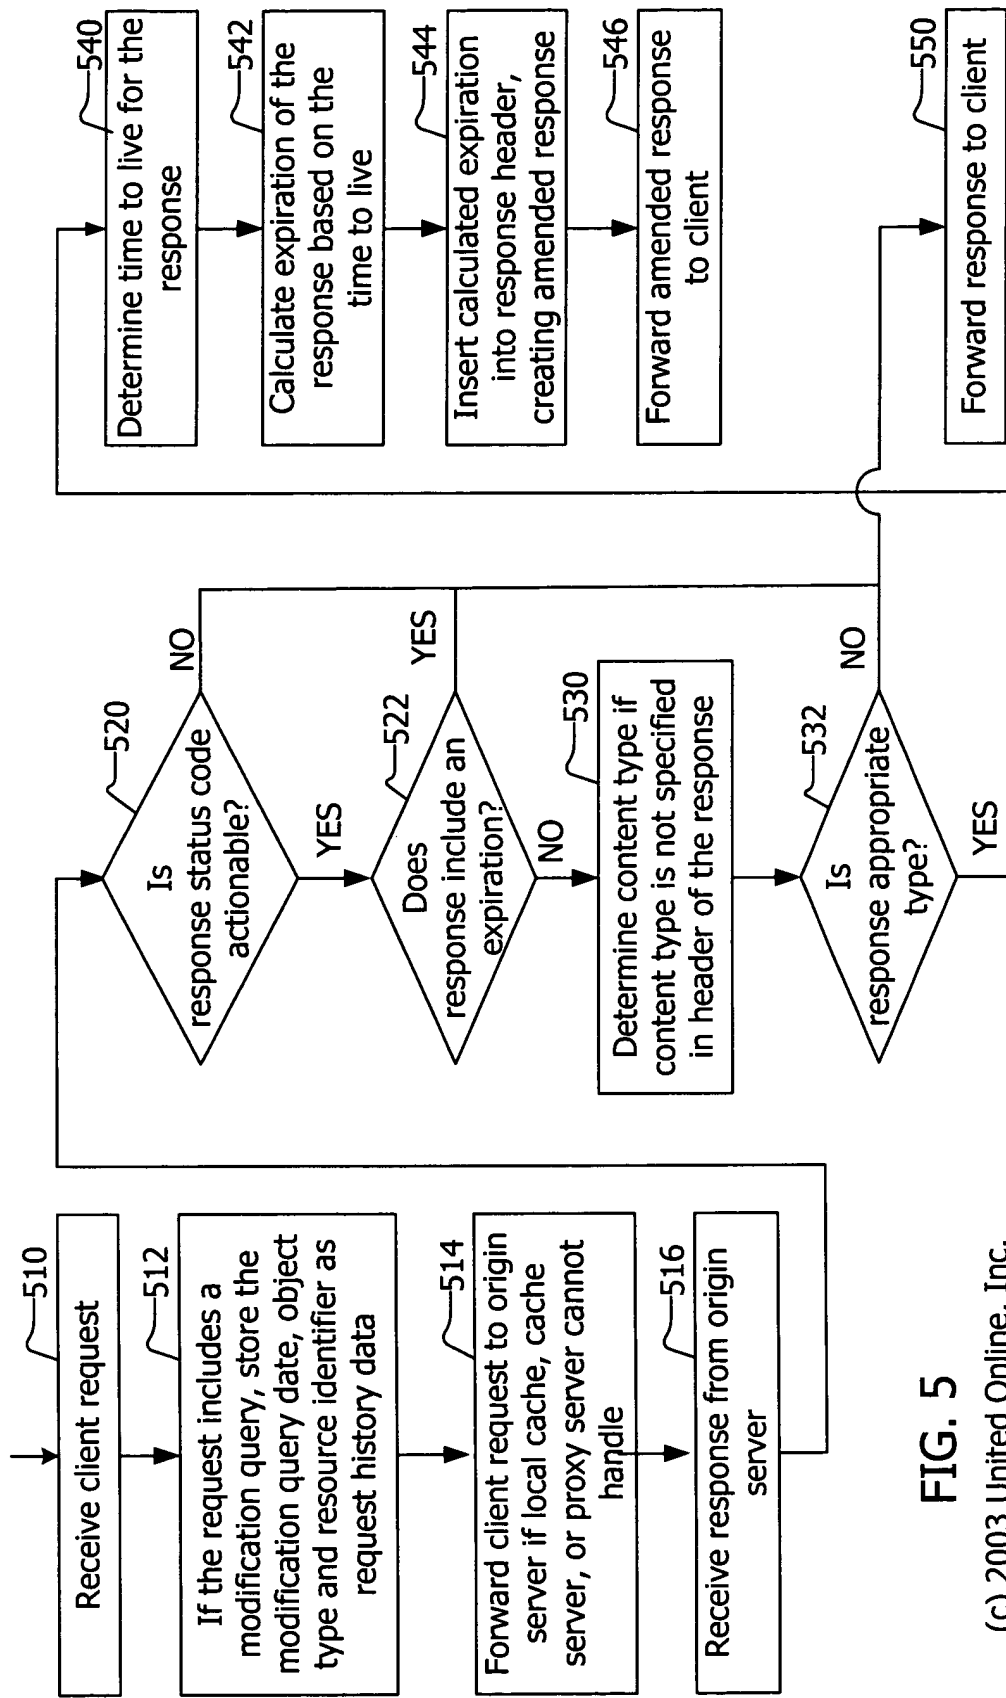 510
Receive client request
512
If the request includes a
modification query, store the
modification query date, object
type and resource identifier as
request history data
514
Forward client request to origin
server if local cache, cache
server, or proxy server cannot
handle
516
Receive response from origin
server
520
Is
response status code
actionable?
NO
YES
522
Does
response include an
expiration?
YES
NO
530
Determine content type if
content type is not specified
in header of the response
532
Is
response appropriate
type?
NO
YES
540
Determine time to live for the
response
542
Calculate expiration of the
response based on the
time to live
544
Insert calculated expiration
into response header,
creating amended response
546
Forward amended response
to client
550
Forward response to client
FIG. 5
(c) 2003 United Online, Inc.